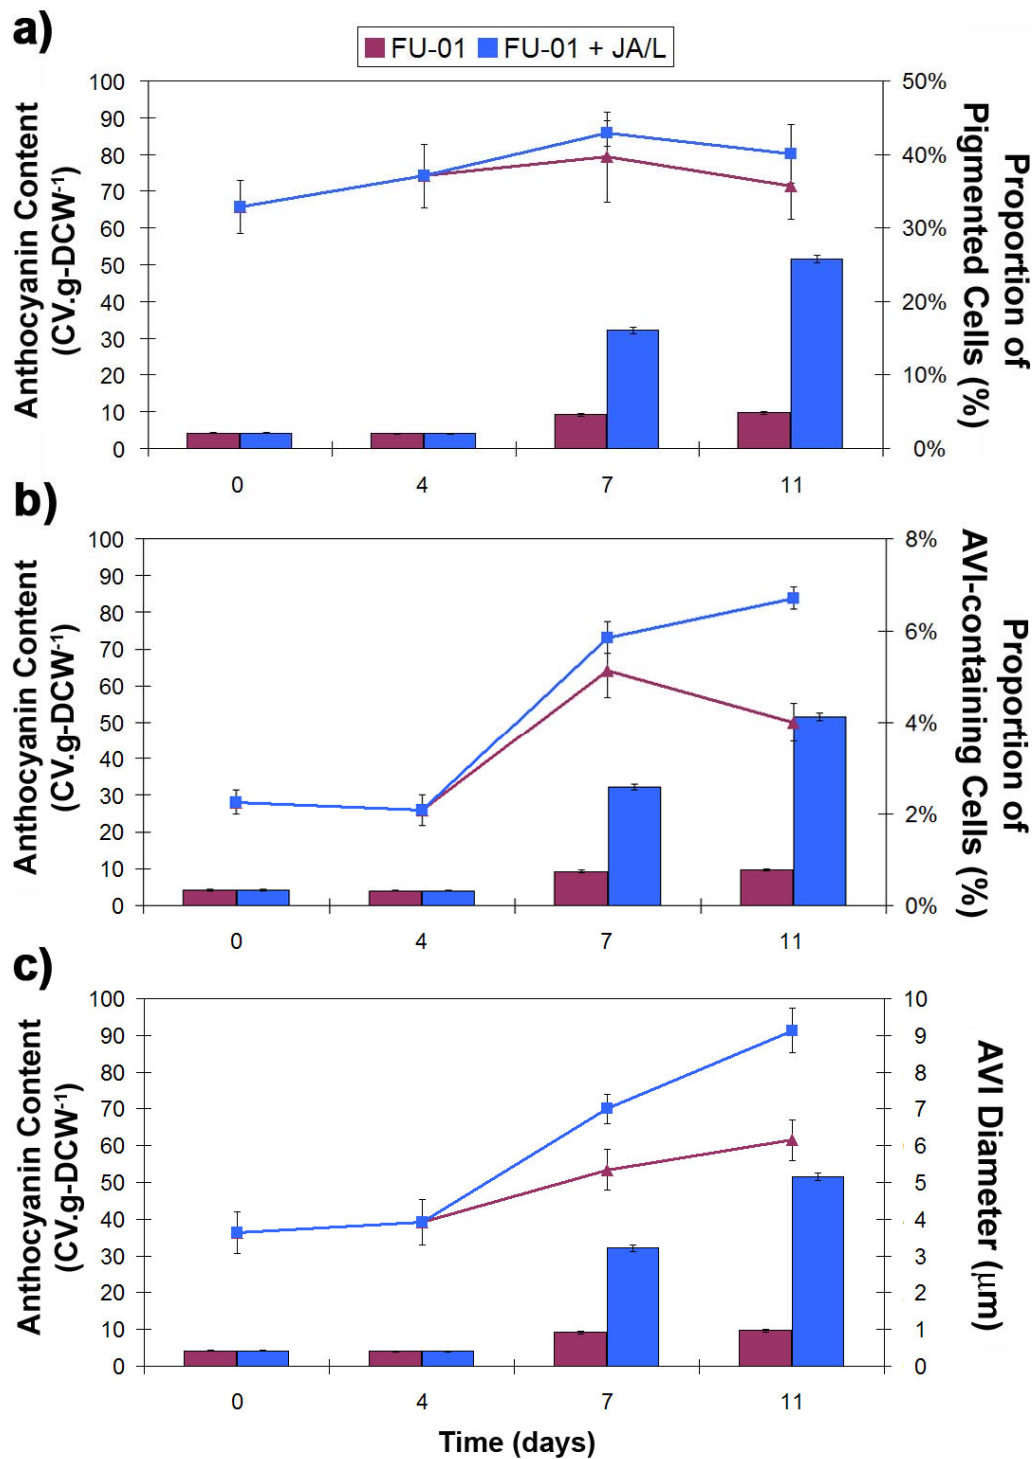 a)
FU-01 FU-01 + JA/L
Anthocyanin Content
(CV.g-DCW⁻¹)
100
90
80
70
60
50
40
30
20
10
0
50%
40%
30%
20%
10%
0%
Proportion of
Pigmented Cells (%)
0 4 7 11
b)
Anthocyanin Content
(CV.g-DCW⁻¹)
100
90
80
70
60
50
40
30
20
10
0
8%
6%
4%
2%
0%
Proportion of
AVI-containing Cells
(%)
0 4 7 11
c)
Anthocyanin Content
(CV.g-DCW⁻¹)
100
90
80
70
60
50
40
30
20
10
0
10
9
8
7
6
5
4
3
2
1
0
AVI Diameter (µm)
0 4 7 11
Time (days)